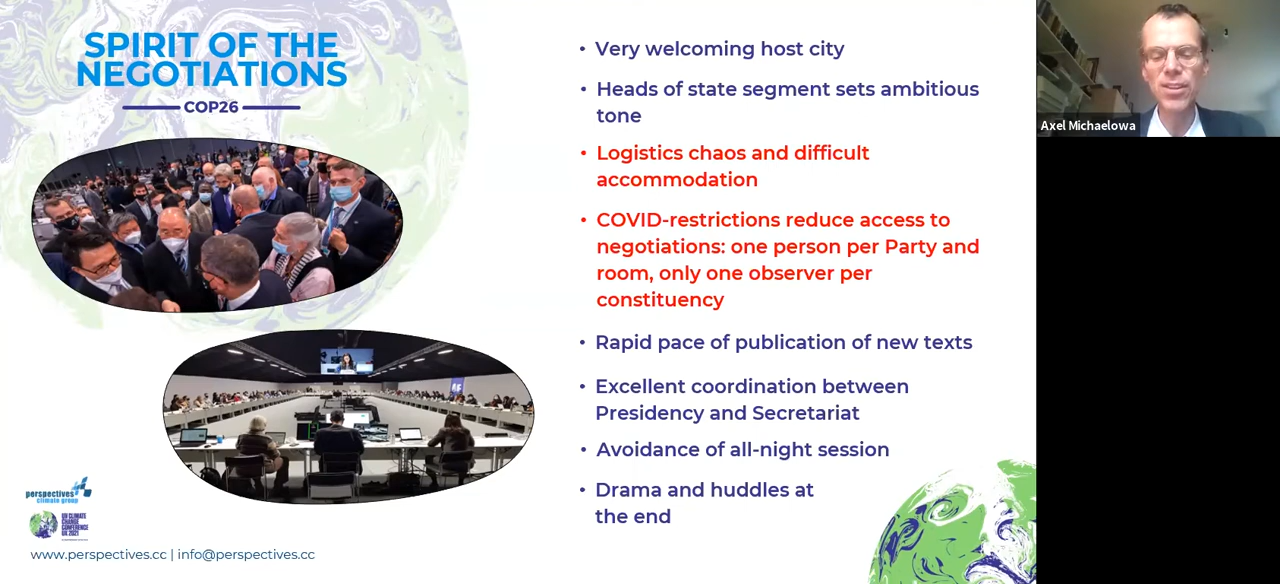 SPIRIT OF THE
NEGOTIATIONS
COP26
• Very welcoming host city
• Heads of state segment sets ambitious
tone
• Logistics chaos and difficult
accommodation
• COVID-restrictions reduce access to
negotiations: one person per Party and
room, only one observer per
constituency
• Rapid pace of publication of new texts
• Excellent coordination between
Presidency and Secretariat
• Avoidance of all-night session
• Drama and huddles at
the end
perspectives
climate group
UN CLIMATE
CHANGE
CONFERENCE
UK 2021
www.perspectives.cc | info@perspectives.cc
Axel Michaelowa